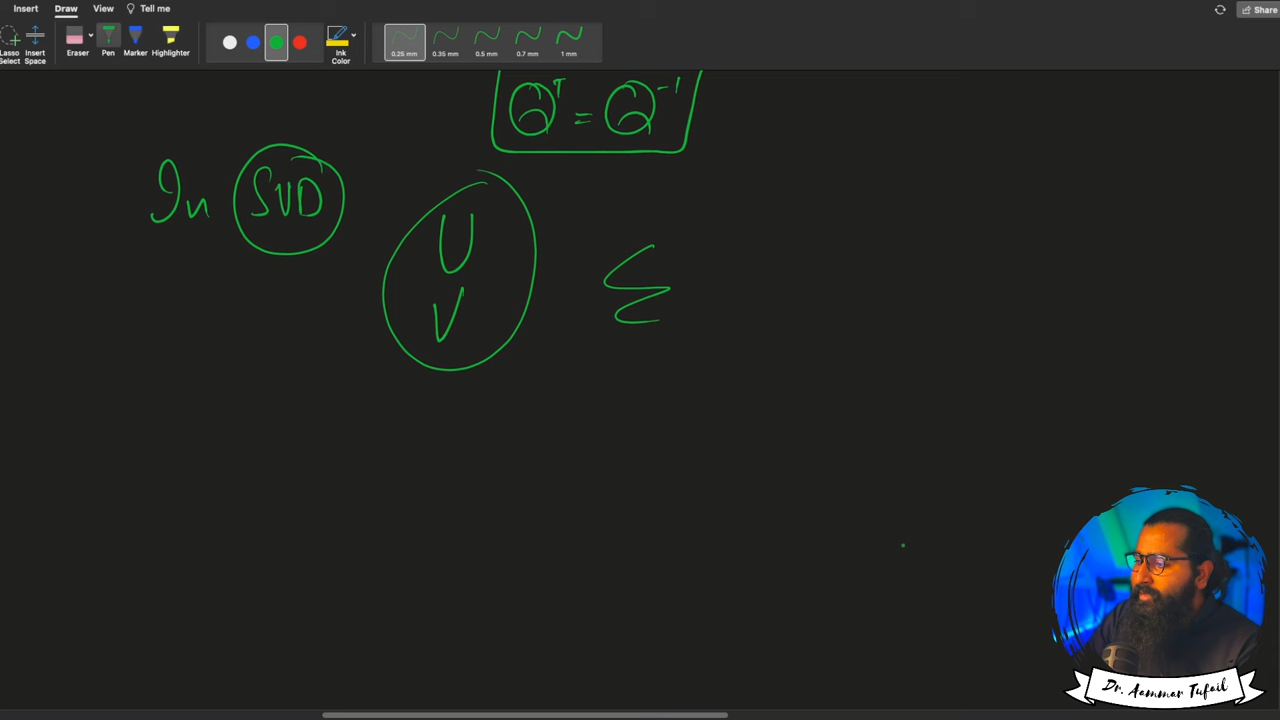 Insert Draw View Tell me
Share
Lasso Select
Insert Space
Eraser
Pen
Marker
Highlighter
Ink Color
0.25 mm
0.35 mm
0.5 mm
0.7 mm
1 mm
Qᵀ = Q⁻¹
In SVD
U
V
Σ
Dr. Aammar Tufail